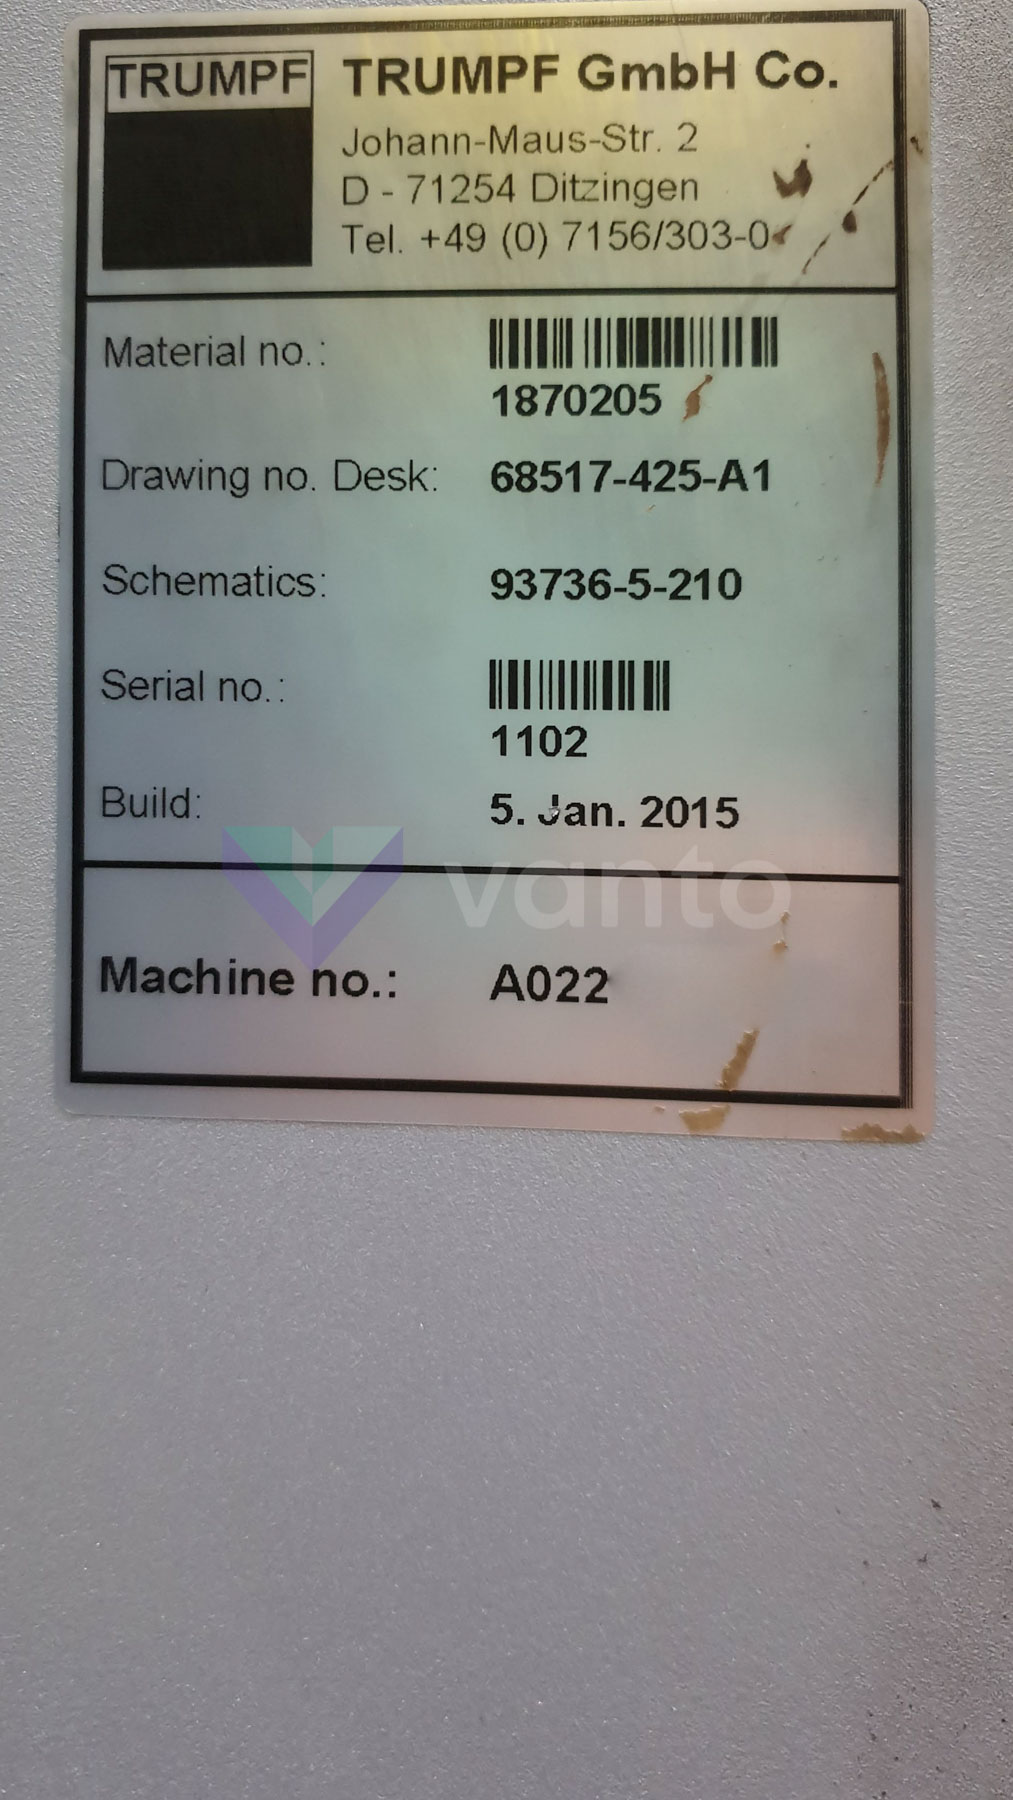 TRUMPF
TRUMPF GmbH Co.
Johann-Maus-Str. 2
D - 71254 Ditzingen
Tel. +49 (0) 7156/303-0
Material no.:
1870205
Drawing no. Desk: 68517-425-A1
Schematics: 93736-5-210
Serial no.:
1102
Build: 5. Jan. 2015
vanto
Machine no.: A022